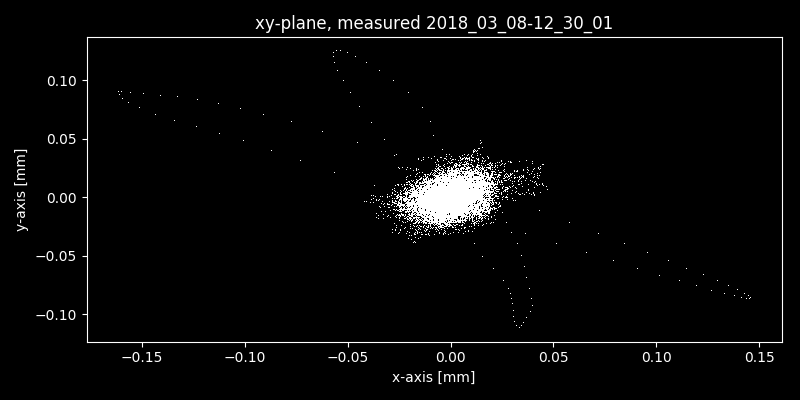 xy-plane, measured 2018_03_08-12_30_01
y-axis [mm]
0.10
0.05
0.00
−0.05
−0.10
−0.15 −0.10 −0.05 0.00 0.05 0.10 0.15
x-axis [mm]